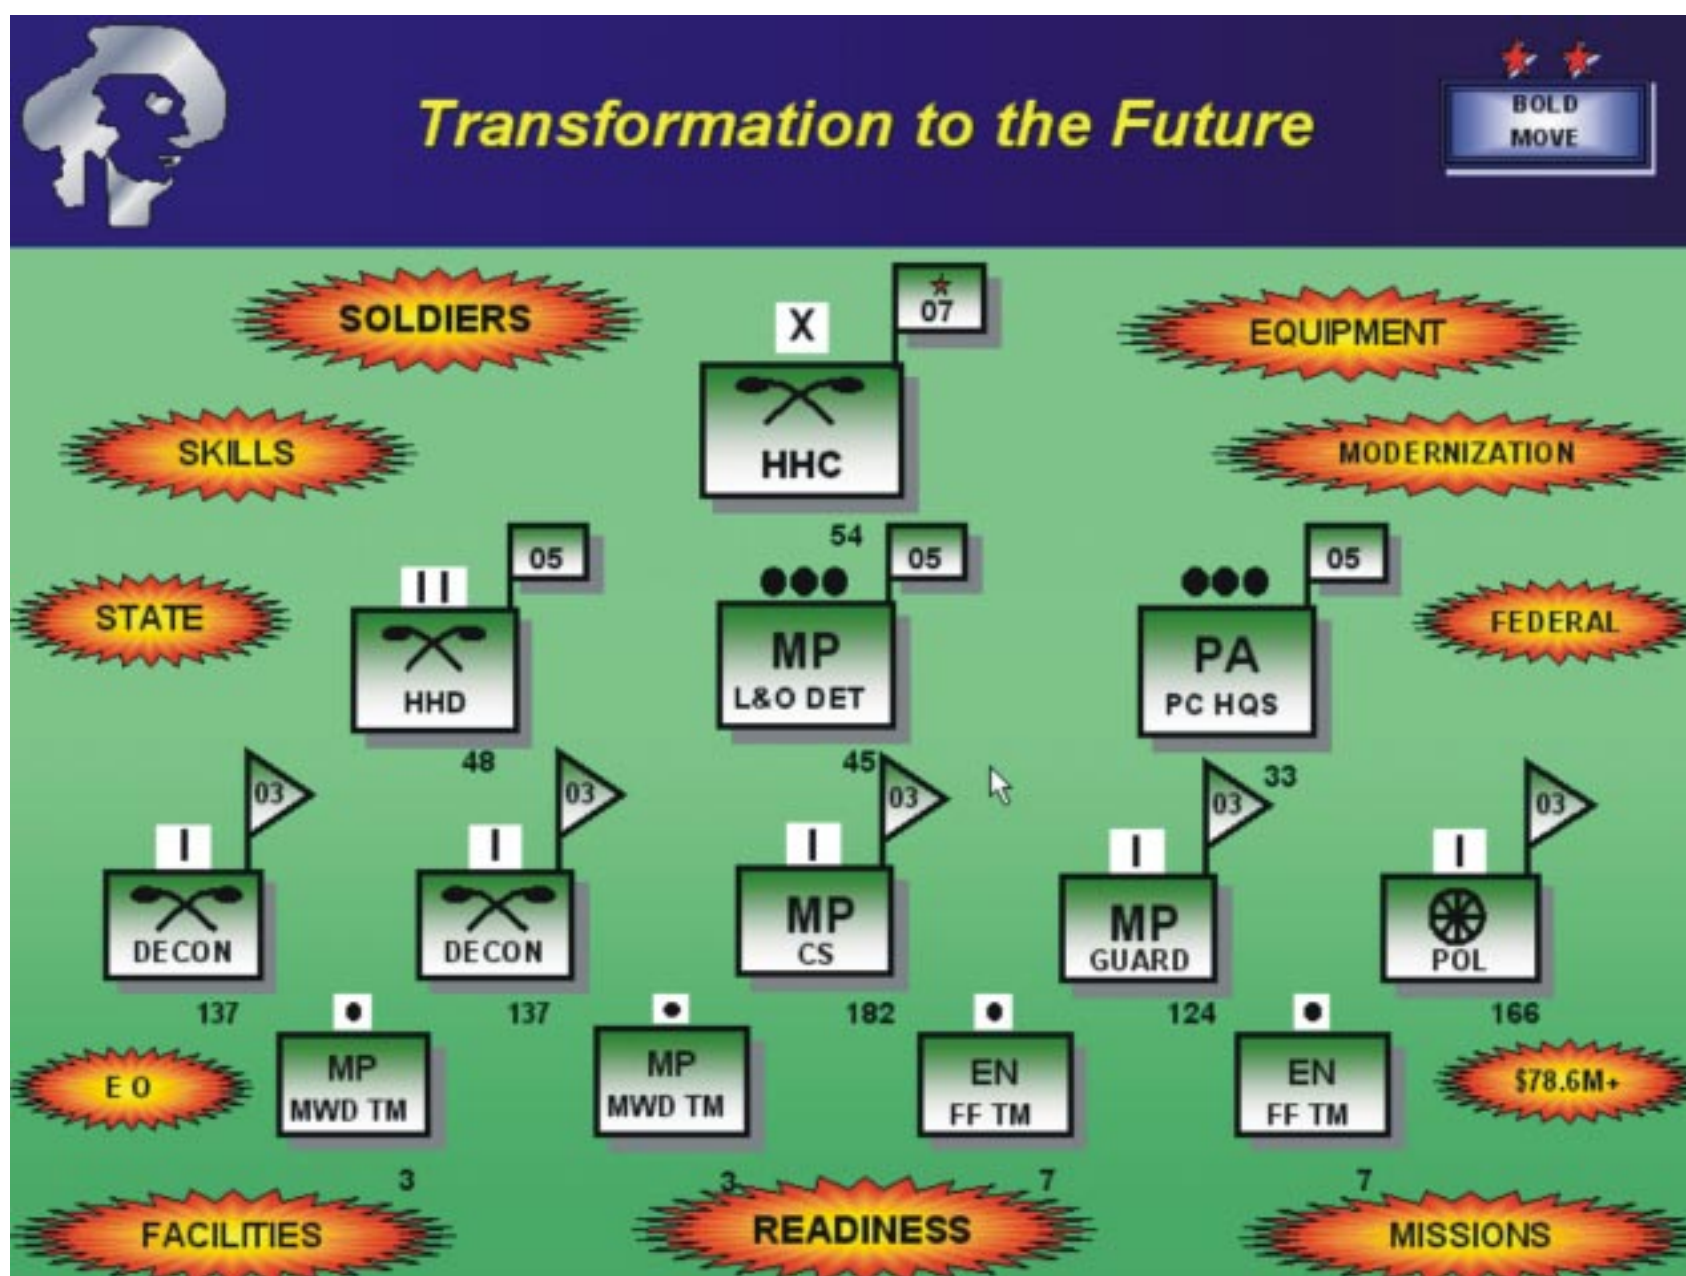 Transformation to the Future
BOLD
MOVE
SOLDIERS
X
07
EQUIPMENT
HHC
SKILLS
MODERNIZATION
54
STATE
I I
05
HHD
48
05
MP
L&O DET
45
05
PA
PC HQS
33
FEDERAL
I
03
DECON
137
I
03
DECON
137
I
03
MP
CS
182
I
03
MP
GUARD
124
I
03
POL
166
E O
MP
MWD TM
3
MP
MWD TM
3
EN
FF TM
7
EN
FF TM
7
$78.6M+
FACILITIES
READINESS
MISSIONS